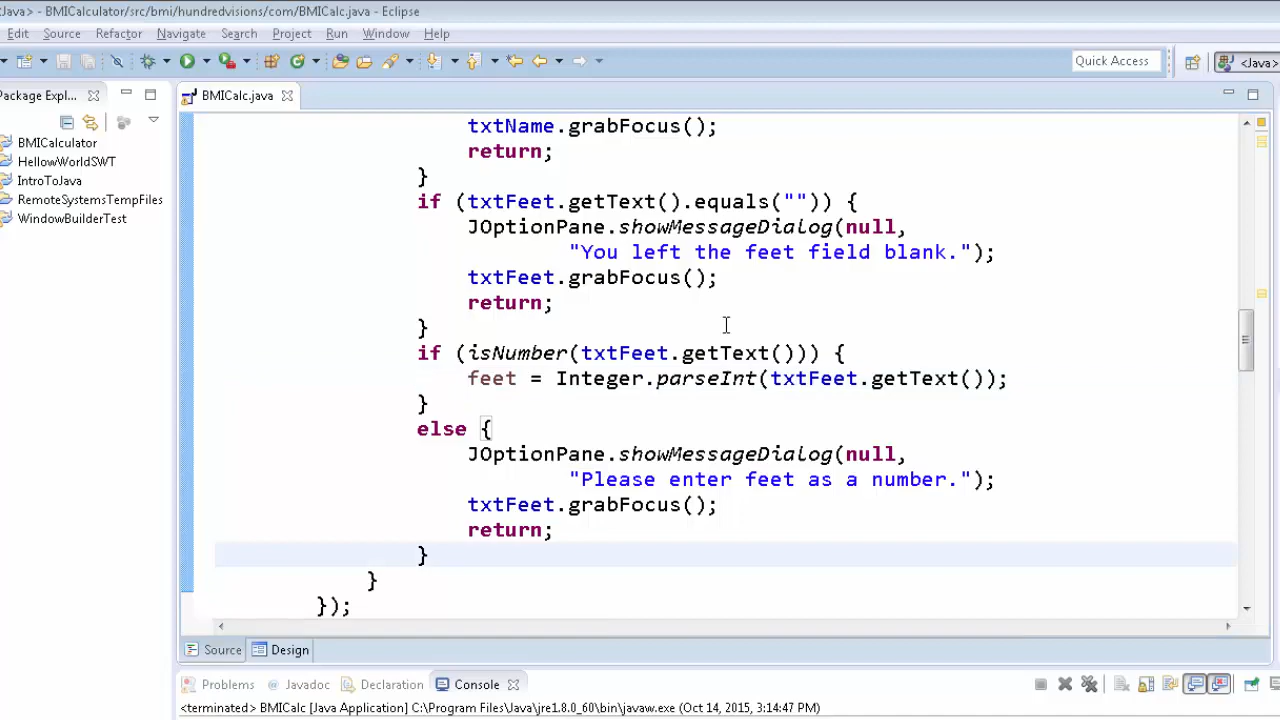 Java> - BMICalculator/src/bmi/hundredvisions/com/BMICalc.java - Eclipse
Edit Source Refactor Navigate Search Project Run Window Help
Quick Access <Java>
Package Expl...
BMICalculator
HellowWorldSWT
IntroToJava
RemoteSystemsTempFiles
WindowBuilderTest
BMICalc.java
txtName.grabFocus();
return;
}
if (txtFeet.getText().equals("")) {
JOptionPane.showMessageDialog(null,
"You left the feet field blank.");
txtFeet.grabFocus();
return;
}
if (isNumber(txtFeet.getText())) {
feet = Integer.parseInt(txtFeet.getText());
}
else {
JOptionPane.showMessageDialog(null,
"Please enter feet as a number.");
txtFeet.grabFocus();
return;
}
}
});
Source Design
Problems @ Javadoc Declaration Console
<terminated> BMICalc [Java Application] C:\Program Files\Java\jre1.8.0_60\bin\javaw.exe (Oct 14, 2015, 3:14:47 PM)